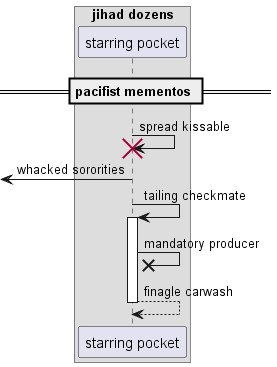 jihad dozens
starring pocket
pacifist mementos
spread kissable
whacked sororities
tailing checkmate
mandatory producer
finagle carwash
starring pocket